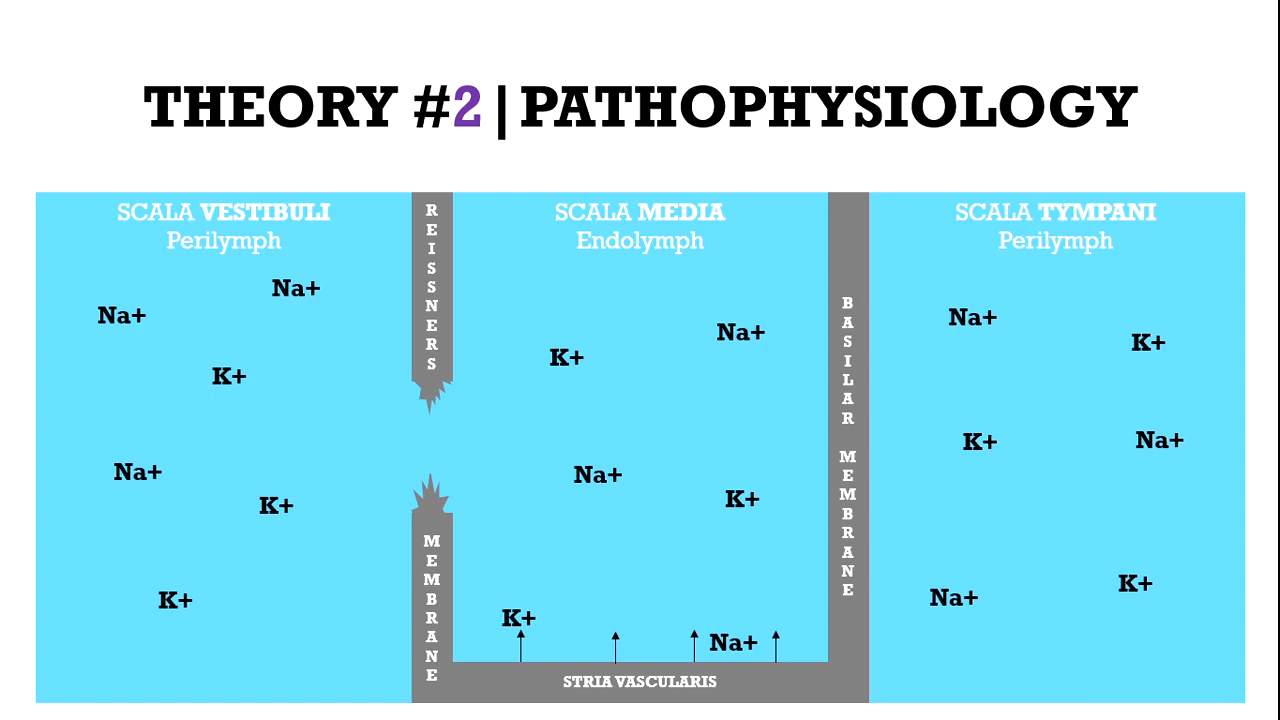 THEORY #2|PATHOPHYSIOLOGY
SCALA VESTIBULI
Perilymph
Na+
Na+
K+
Na+
K+
K+
REISSNERS
MEMBRANE
SCALA MEDIA
Endolymph
Na+
K+
Na+
K+
K+
Na+
STRIA VASCULARIS
BASILAR
MEMBRANE
SCALA TYMPANI
Perilymph
Na+
K+
K+
Na+
K+
Na+